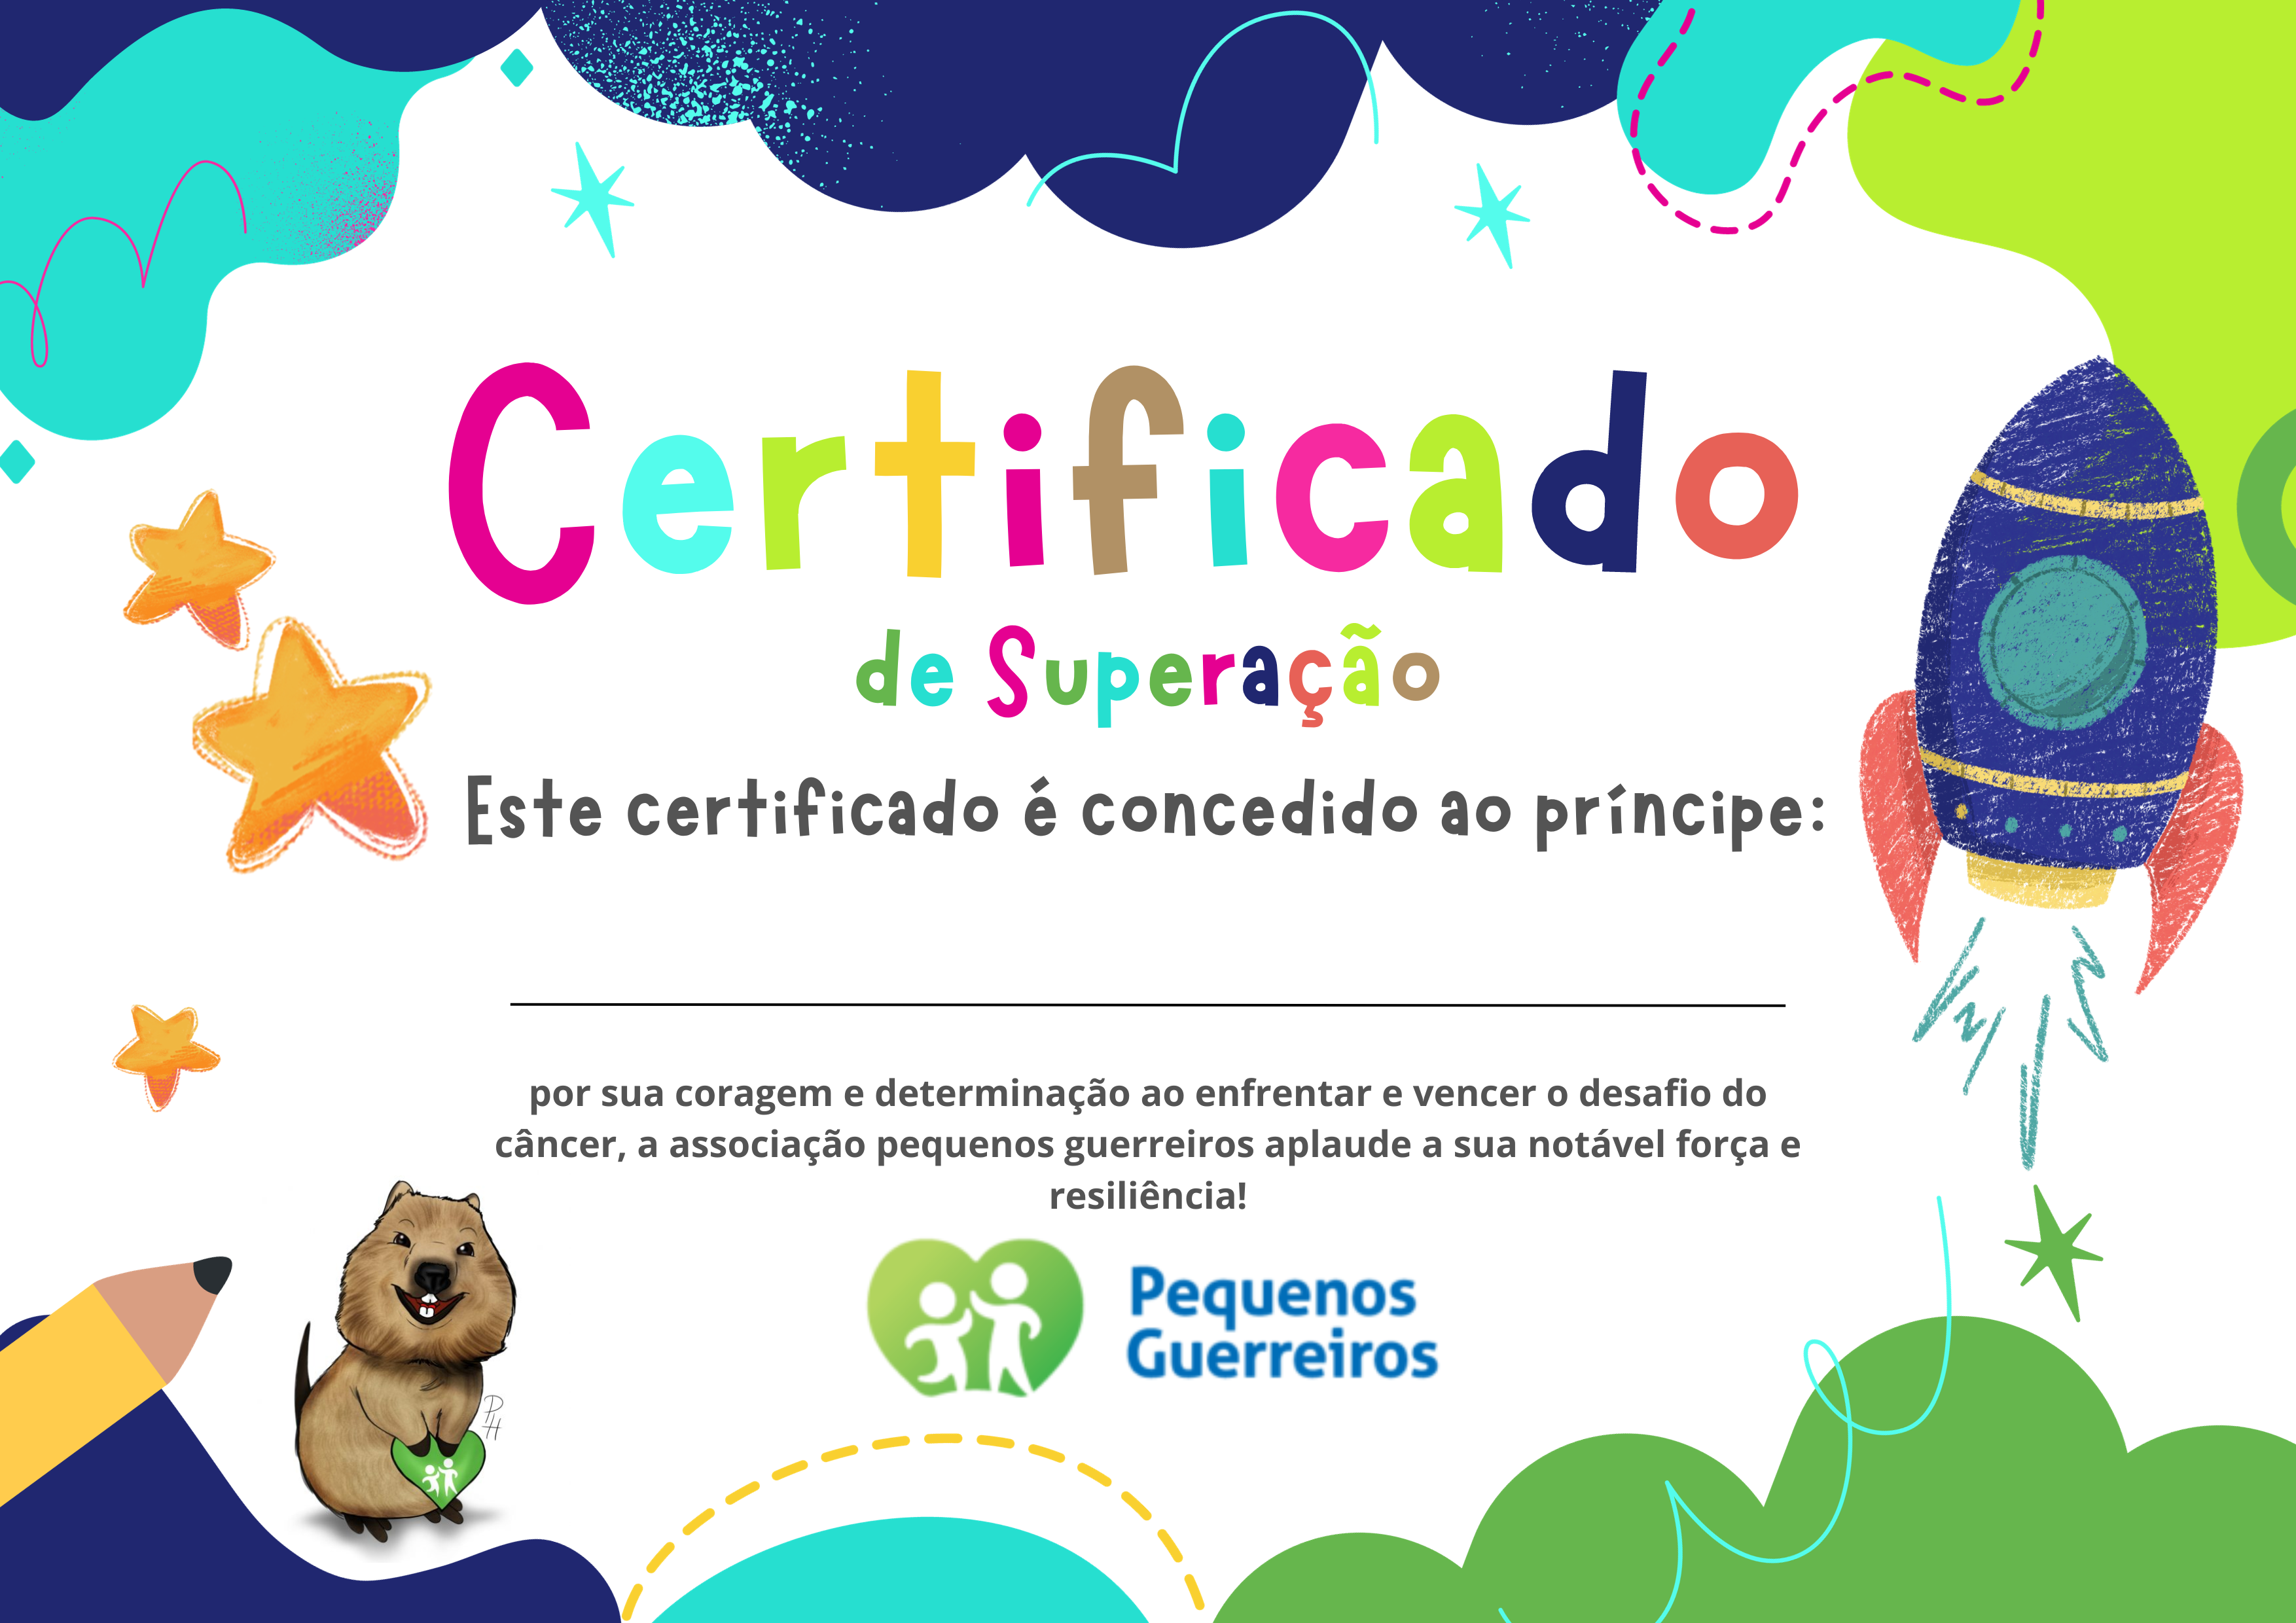 Certificado
de Superação
Este certificado é concedido ao príncipe:
por sua coragem e determinação ao enfrentar e vencer o desafio do
câncer, a associação pequenos guerreiros aplaude a sua notável força e
resiliência!
Pequenos
Guerreiros
PH